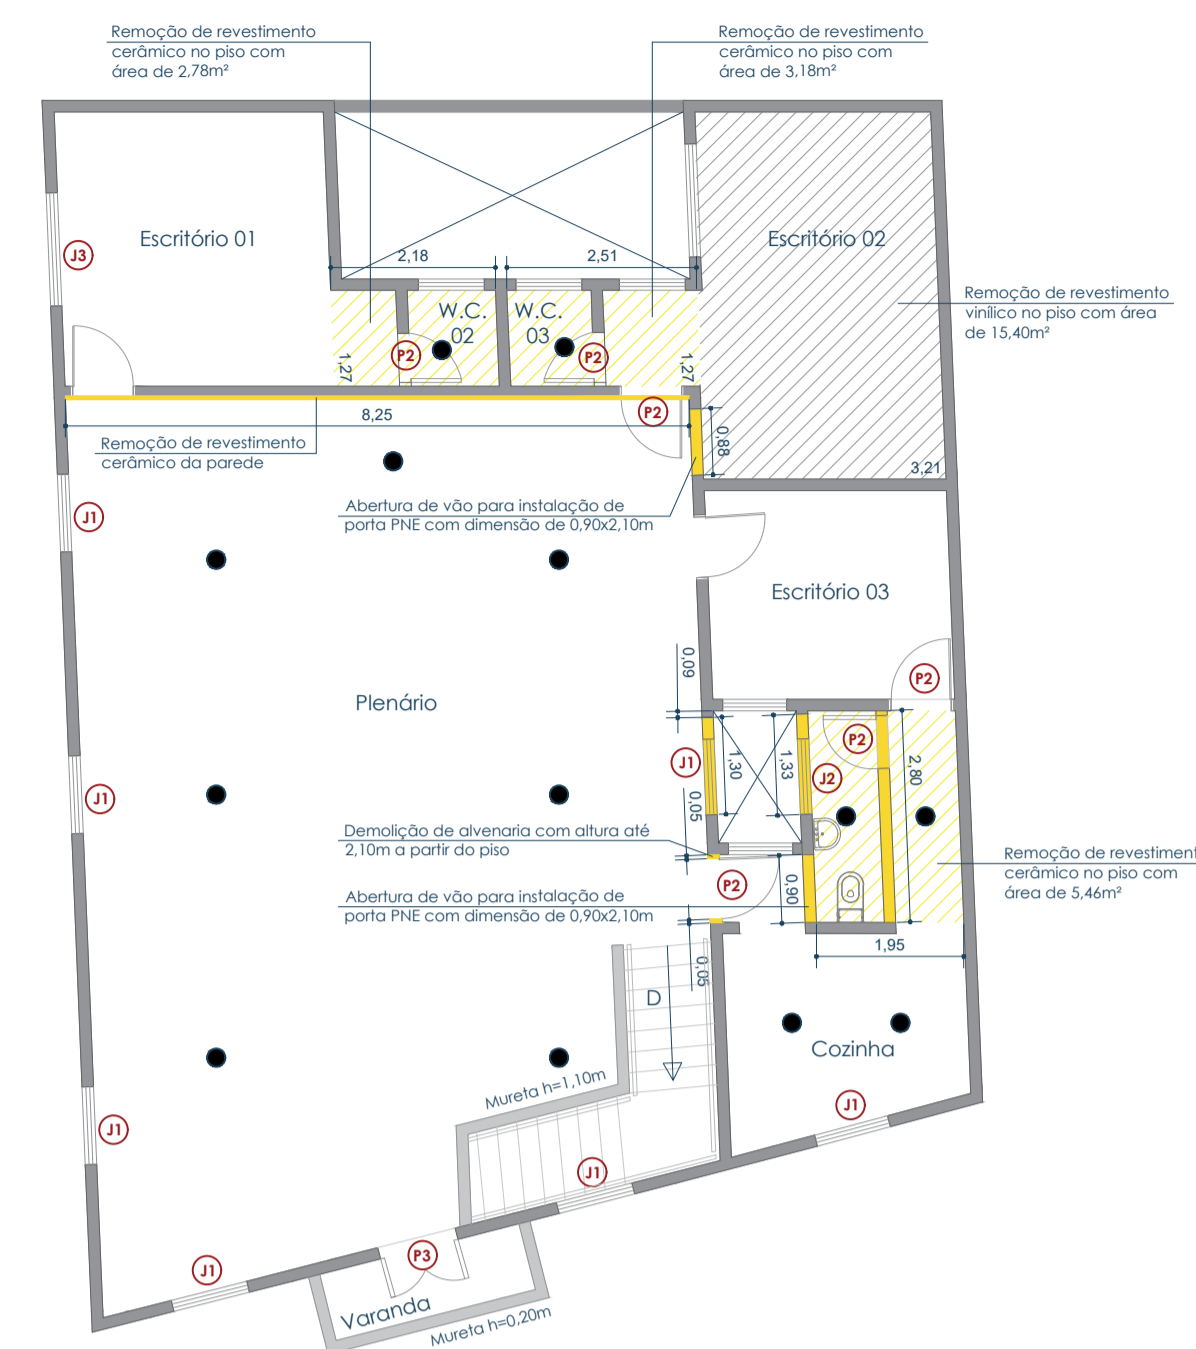 Remoção de revestimento
cerâmico no piso com
área de 2,78m²
Remoção de revestimento
cerâmico no piso com
área de 3,18m²
Escritório 01
Escritório 02
J3
2,18
2,51
Remoção de revestimento
vinílico no piso com área
de 15,40m²
W.C.
02
W.C.
03
P2
P2
1,27
1,27
P2
8,25
0,88
Remoção de revestimento
cerâmico da parede
3,21
Abertura de vão para instalação de
porta PNE com dimensão de 0,90x2,10m
J1
Escritório 03
0,09
P2
Plenário
P2
J1
1,30
1,33
J2
2,80
J1
0,05
Demolição de alvenaria com altura até
2,10m a partir do piso
Remoção de revestiment
cerâmico no piso com
área de 5,46m²
P2
0,90
Abertura de vão para instalação de
porta PNE com dimensão de 0,90x2,10m
1,95
0,05
D
Cozinha
Mureta h=1,10m
J1
J1
J1
P3
J1
Varanda
Mureta h=0,20m